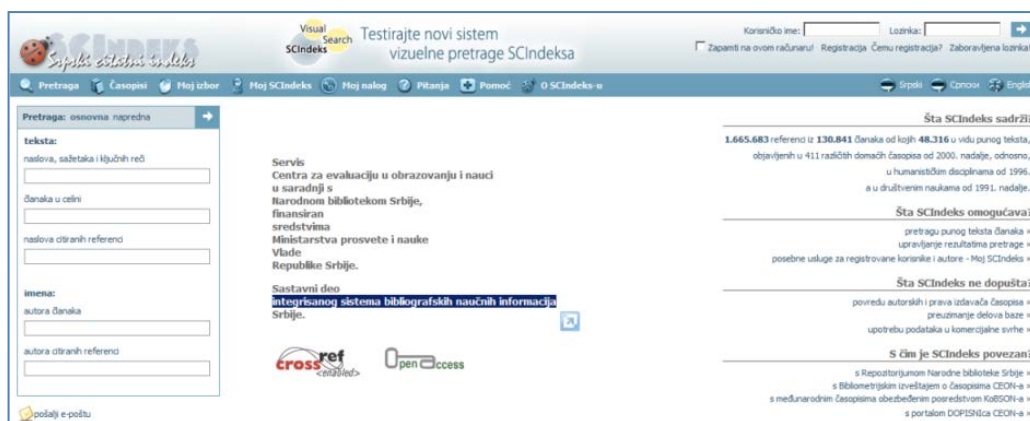 SCIndeks
Srpski citatni indeks
Visual Search
SCIndeks
Testirajte novi sistem
vizuelne pretrage SCIndeksa
Korisničko ime:
Lozinka:
Zapamti na ovom računaru! Registracija Čemu registracija? Zaboravljena lozinka?
Pretraga Časopisi Moj izbor Moj SCIndeks Moj nalog Pitanja Pomoć O SCIndeks-u
Srpski Српски English
Pretraga: osnovna napredna
teksta:
naslova, sažetaka i ključnih reči
članaka u celini
naslova citiranih referenci
imena:
autora članaka
autora citiranih referenci
pošalji e-poštu
Servis
Centra za evaluaciju u obrazovanju i nauci
u saradnji s
Narodnom bibliotekom Srbije,
finansiran
sredstvima
Ministarstva prosvete i nauke
Vlade
Republike Srbije.
Sastavni deo
integrisanog sistema bibliografskih naučnih informacija
Srbije.
crossref
<enabled>
Open Access
Šta SCIndeks sadrži?
1.665.683 referenci iz 130.841 članaka od kojih 48.316 u vidu punog teksta,
objavljenih u 411 različitih domaćih časopisa od 2000. nadalje, odnosno,
u humanističkim disciplinama od 1996.
a u društvenim naukama od 1991. nadalje.
Šta SCIndeks omogućava?
pretragu punog teksta članaka »
upravljanje rezultatima pretrage »
posebne usluge za registrovane korisnike i autore - Moj SCIndeks »
Šta SCIndeks ne dopušta?
povredu autorskih i prava izdavača časopisa »
preuzimanje delova baze »
upotrebu podataka u komercijalne svrhe »
S čim je SCIndeks povezan?
s Repozitorijumom Narodne biblioteke Srbije »
s Bibliometrijskim izveštajem o časopisima CEON-a »
s međunarodnim časopisima obezbeđenim posredstvom KoBSON-a »
s portalom DOPISNIca CEON-a »